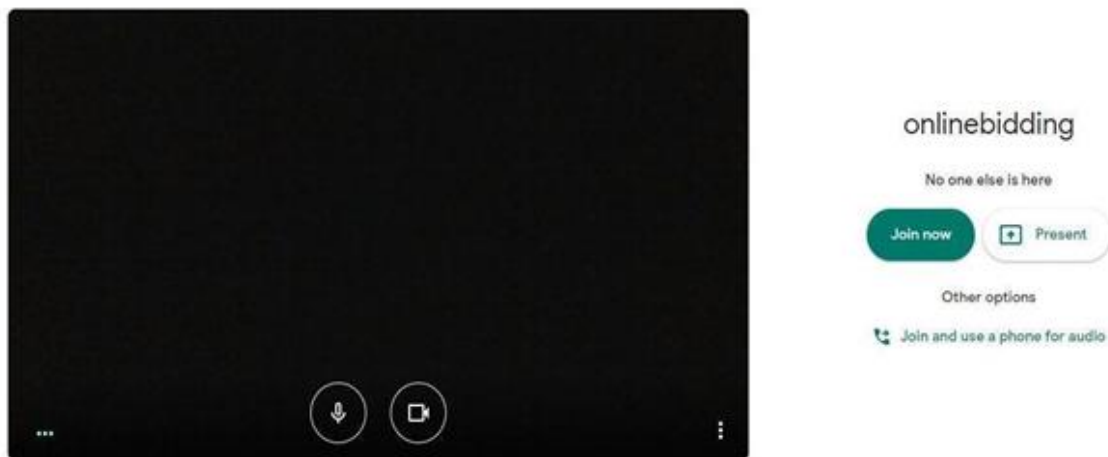 onlinebidding
No one else is here
Join now
Present
Other options
Join and use a phone for audio